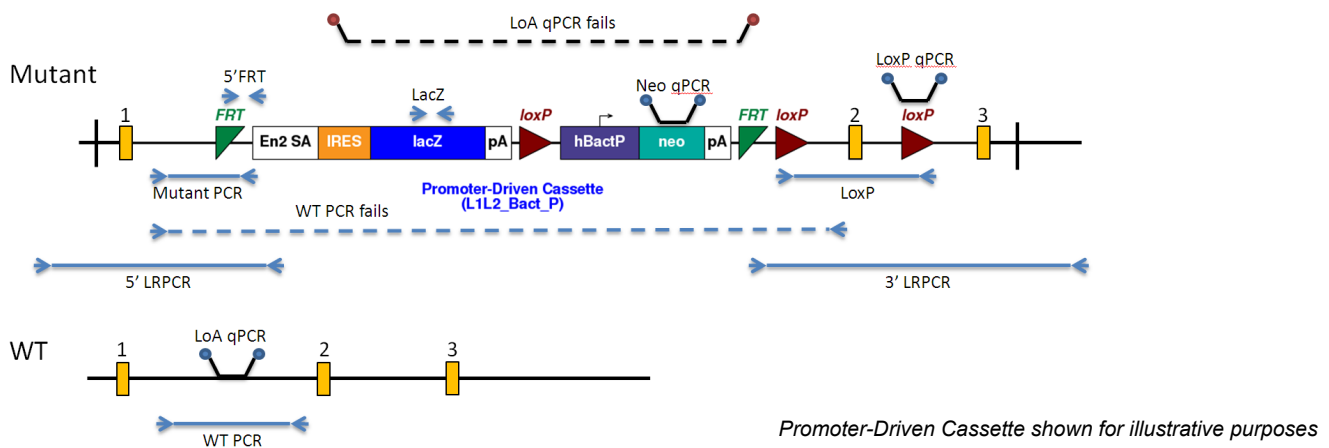 LoA qPCR fails
Mutant
5'FRT
LacZ
Neo qPCR
LoxP qPCR
1
FRT
loxP
FRT
loxP
2
loxP
3
En2 SA
IRES
lacZ
pA
hBactP
neo
pA
Mutant PCR
Promoter-Driven Cassette
(L1L2_Bact_P)
LoxP
WT PCR fails
5' LRPCR
3' LRPCR
WT
LoA qPCR
1
2
3
WT PCR
Promoter-Driven Cassette shown for illustrative purposes